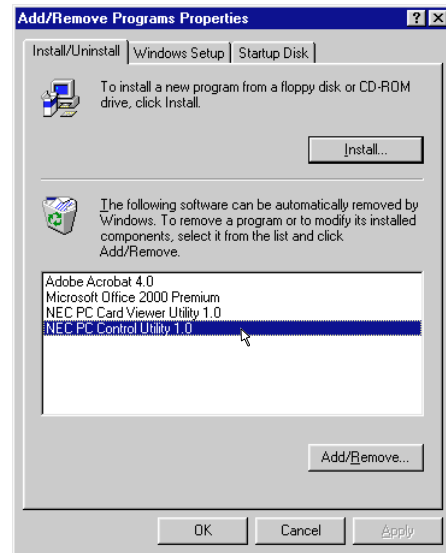 Add/Remove Programs Properties
Install/Uninstall Windows Setup Startup Disk
To install a new program from a floppy disk or CD-ROM
drive, click Install.
Install...
The following software can be automatically removed by
Windows. To remove a program or to modify its installed
components, select it from the list and click
Add/Remove.
Adobe Acrobat 4.0
Microsoft Office 2000 Premium
NEC PC Card Viewer Utility 1.0
NEC PC Control Utility 1.0
Add/Remove...
OK Cancel Apply